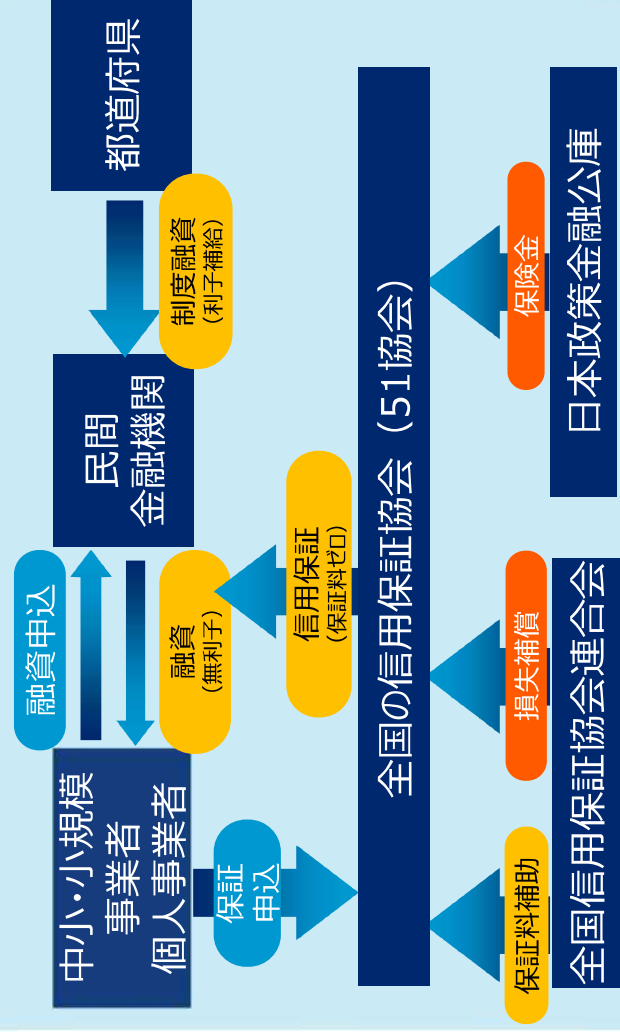 融資申込
中小・小規模
事業者
個人事業者
民間
金融機関
都道府県
融資
(無利子)
制度融資
(利子補給)
保証
申込
信用保証
(保証料ゼロ)
全国の信用保証協会（51協会）
保証料補助
損失補償
保険金
全国信用保証協会連合会
日本政策金融公庫